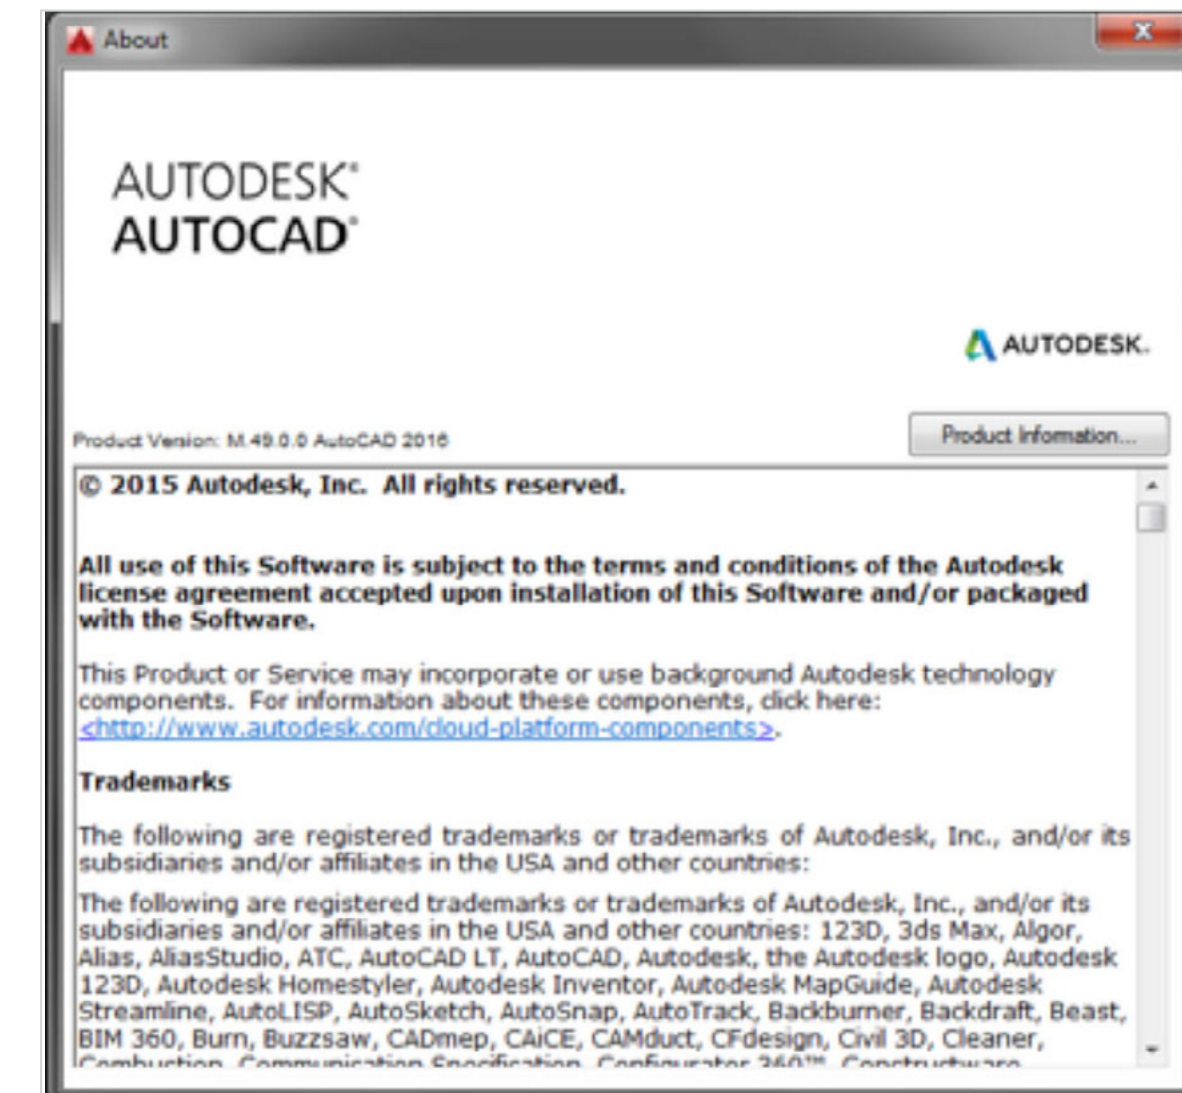 About
AUTODESK®
AUTOCAD®
AUTODESK.
Product Version: M.49.0.0 AutoCAD 2016
Product Information...
© 2015 Autodesk, Inc.  All rights reserved.
All use of this Software is subject to the terms and conditions of the Autodesk
license agreement accepted upon installation of this Software and/or packaged
with the Software.
This Product or Service may incorporate or use background Autodesk technology
components.  For information about these components, click here:
<http://www.autodesk.com/cloud-platform-components>.
Trademarks
The following are registered trademarks or trademarks of Autodesk, Inc., and/or its
subsidiaries and/or affiliates in the USA and other countries:
The following are registered trademarks or trademarks of Autodesk, Inc., and/or its
subsidiaries and/or affiliates in the USA and other countries: 123D, 3ds Max, Algor,
Alias, AliasStudio, ATC, AutoCAD LT, AutoCAD, Autodesk, the Autodesk logo, Autodesk
123D, Autodesk Homestyler, Autodesk Inventor, Autodesk MapGuide, Autodesk
Streamline, AutoLISP, AutoSketch, AutoSnap, AutoTrack, Backburner, Backdraft, Beast,
BIM 360, Burn, Buzzsaw, CADmep, CAiCE, CAMduct, CFdesign, Civil 3D, Cleaner,
Combustion, Communication Specification, Configurator 360™, Constructware